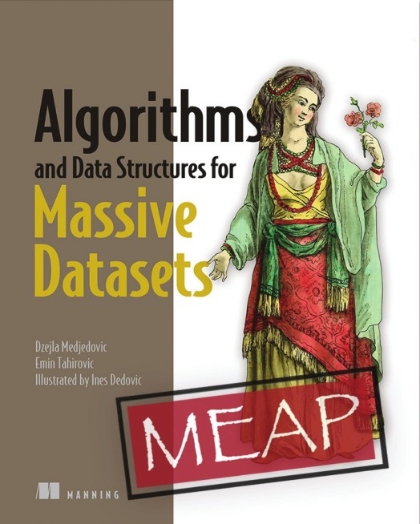 Algorithms
and Data Structures for
Massive
Datasets
Dzejla Medjedovic
Emin Tahirovic
Illustrated by Ines Dedovic
MEAP
MANNING